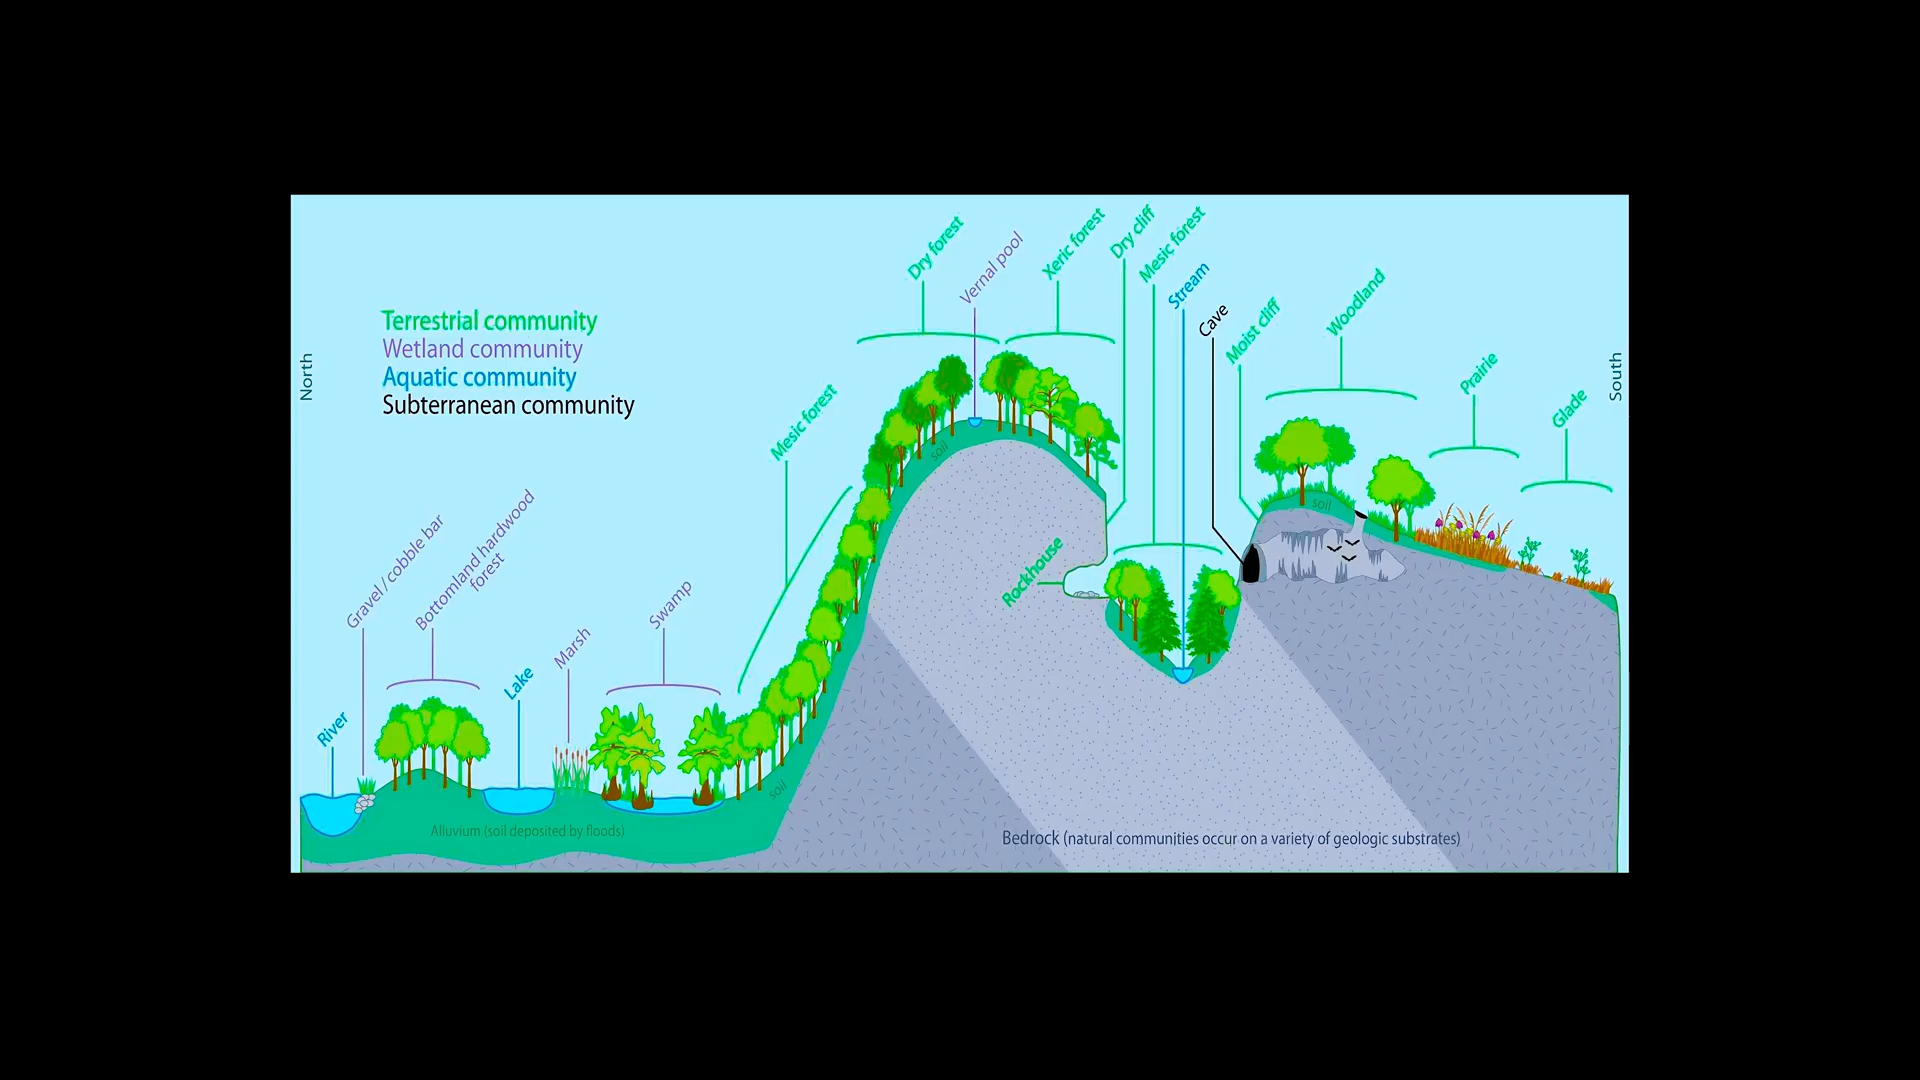 Dry forest
Vernal pool
Xeric forest
Dry cliff
Mesic forest
Stream
Cave
Moist cliff
Woodland
Prairie
Glade
Terrestrial community
Wetland community
Aquatic community
Subterranean community
North
South
Mesic forest
soil
soil
Rockhouse
Gravel / cobble bar
Bottomland hardwood
forest
Swamp
Marsh
Lake
River
soil
Alluvium (soil deposited by floods)
Bedrock (natural communities occur on a variety of geologic substrates)